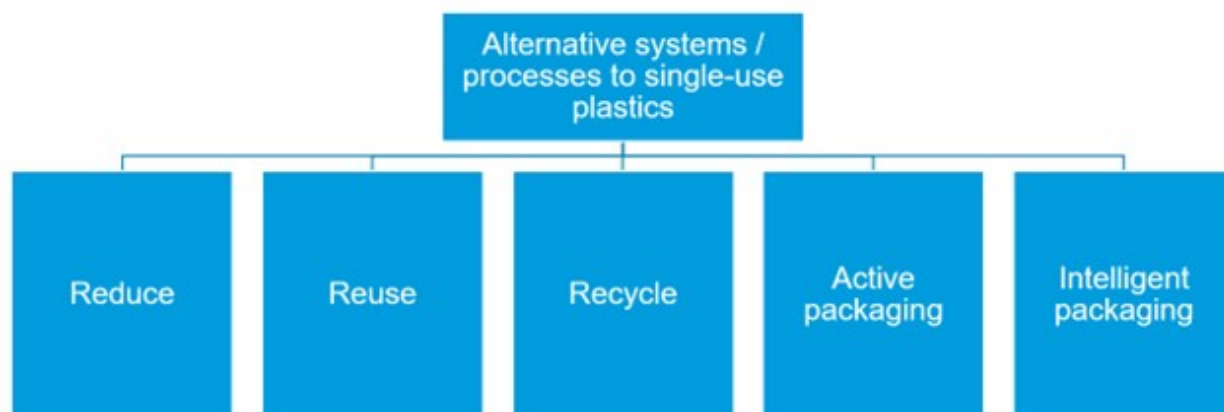 Alternative systems /
processes to single-use
plastics
Reduce
Reuse
Recycle
Active
packaging
Intelligent
packaging